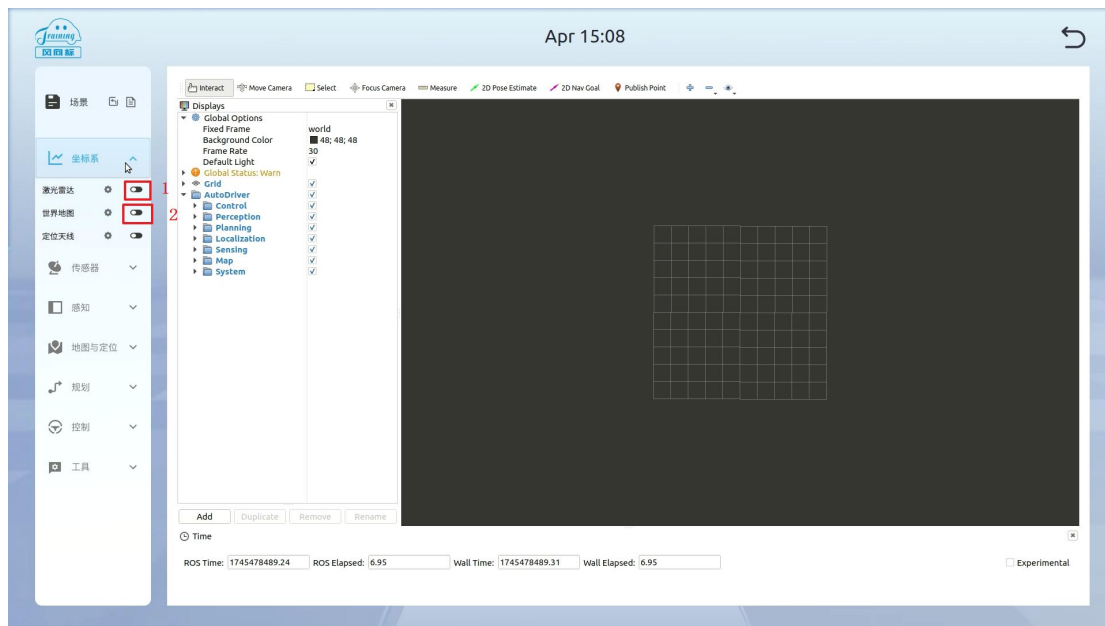 Training
风向标
Apr 15:08
场景
坐标系
激光雷达
1
世界地图
2
定位天线
传感器
感知
地图与定位
规划
控制
工具
Interact Move Camera Select Focus Camera Measure 2D Pose Estimate 2D Nav Goal Publish Point
Displays
Global Options
Fixed Frame world
Background Color 48; 48; 48
Frame Rate 30
Default Light
Global Status: Warn
Grid
AutoDriver
Control
Perception
Planning
Localization
Sensing
Map
System
Add Duplicate Remove Rename
Time
ROS Time: 1745478489.24 ROS Elapsed: 6.95 Wall Time: 1745478489.31 Wall Elapsed: 6.95 Experimental